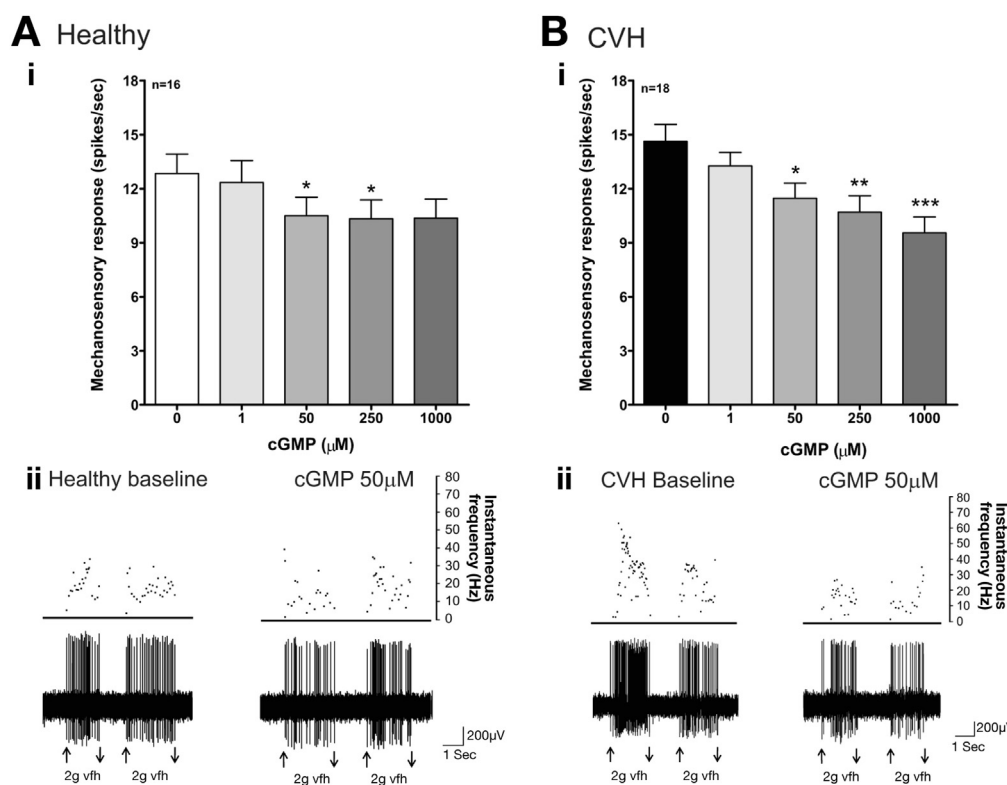 A Healthy
i
Mechanosensory response (spikes/sec)
18
15
12
9
6
3
0
n=16
* *
0 1 50 250 1000
cGMP (μM)
B CVH
i
Mechanosensory response (spikes/sec)
18
15
12
9
6
3
0
n=18
* ** ***
0 1 50 250 1000
cGMP (μM)
ii Healthy baseline cGMP 50μM
80
70
60
50
40
30
20
10
0
Instantaneous
frequency (Hz)
200μV
1 Sec
2g vfh 2g vfh 2g vfh 2g vfh
ii CVH Baseline cGMP 50μM
80
70
60
50
40
30
20
10
0
Instantaneous
frequency (Hz)
200μ
1 Sec
2g vfh 2g vfh 2g vfh 2g vfh